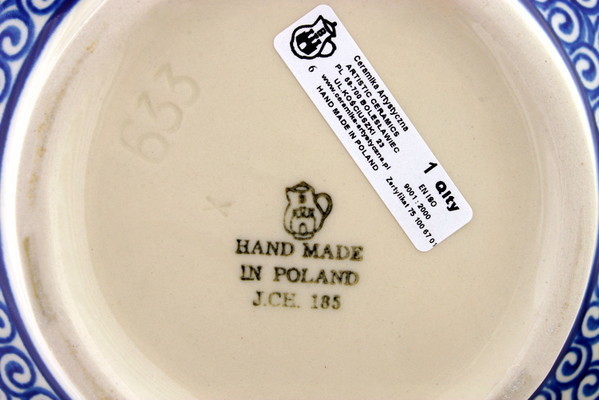 633
6
Ceramika Artystyczna
ARTISTIC CERAMICS
PL 59-700 BOLESŁAWIEC
UL.KOŚCIUSZKI 23
www.ceramika-artystyczna.pl
HAND MADE IN POLAND
1 Qlty
EN ISO
9001 : 2000
Zertyfikat 75 100 67 01
HAND MADE
IN POLAND
J.CH. 185